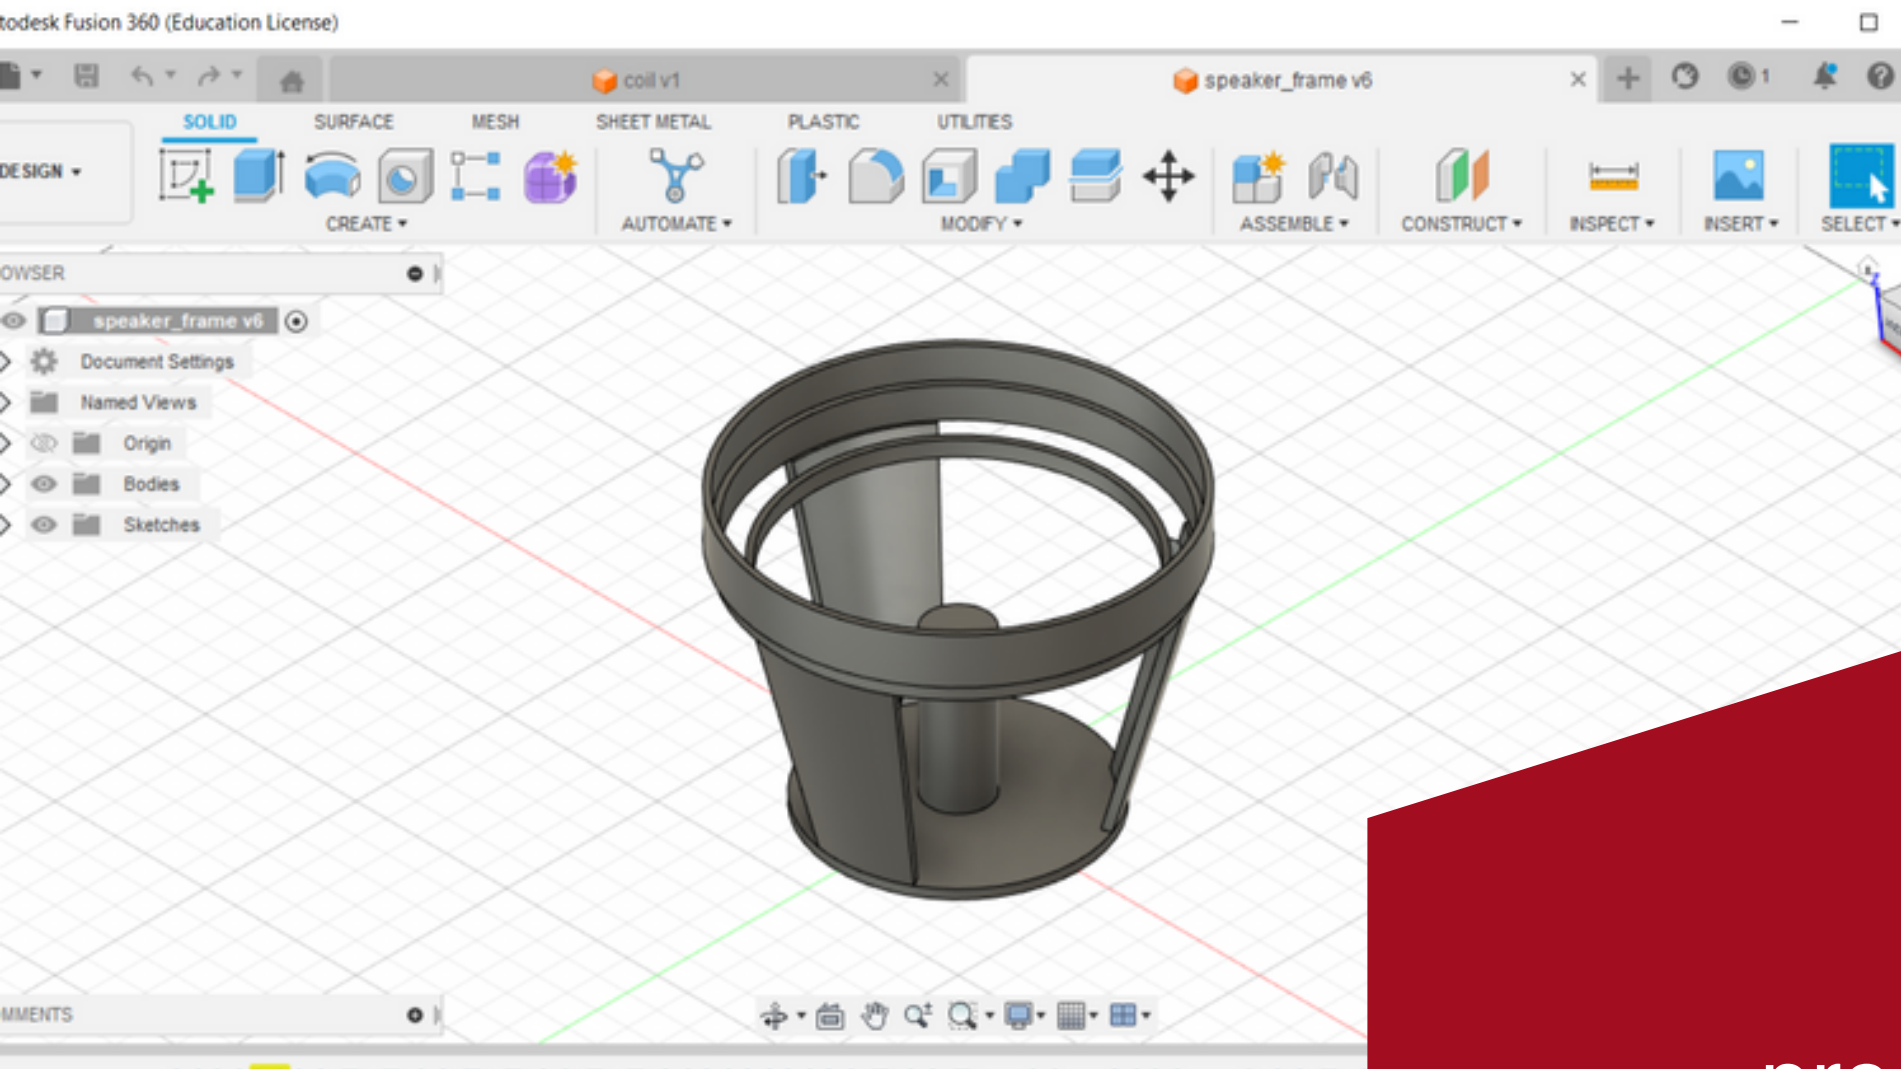 todesk Fusion 360 (Education License)
coil v1
speaker_frame v6
1
SOLID SURFACE MESH SHEET METAL PLASTIC UTILITIES
DESIGN
CREATE AUTOMATE MODIFY ASSEMBLE CONSTRUCT INSPECT INSERT SELECT
OWSER
speaker_frame v6
Document Settings
Named Views
Origin
Bodies
Sketches
Z
MMENTS